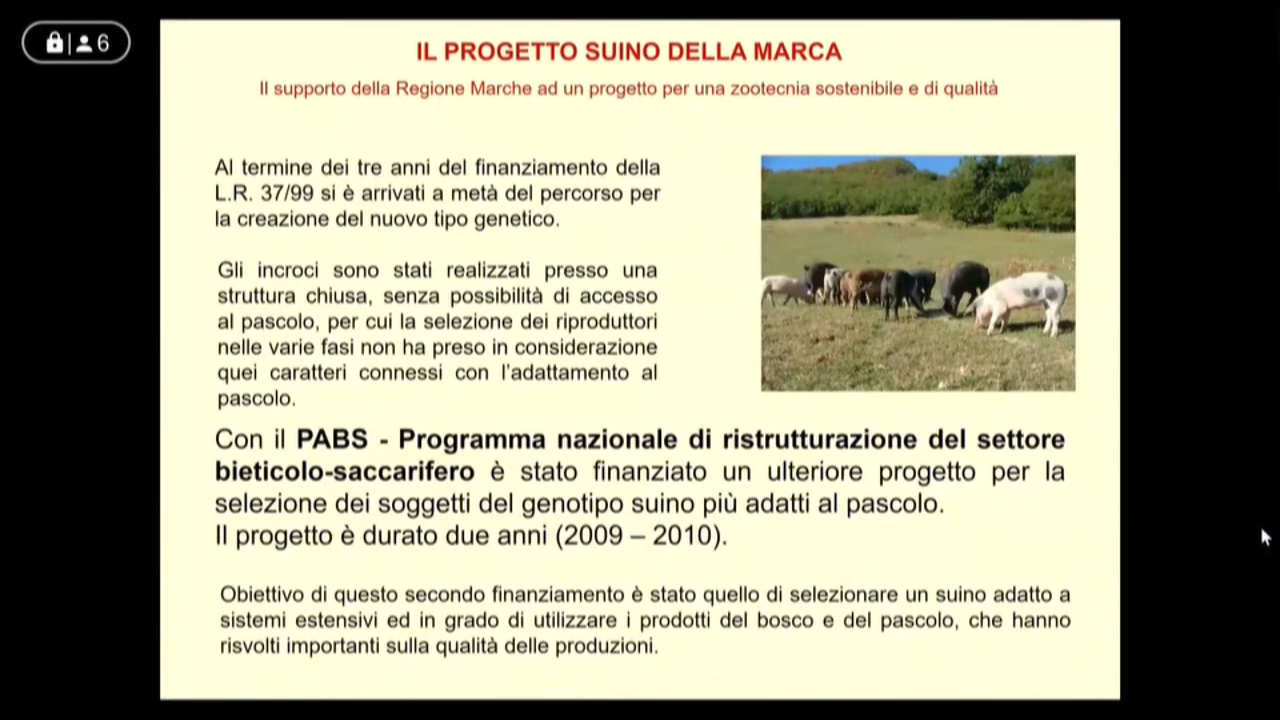 6
IL PROGETTO SUINO DELLA MARCA
Il supporto della Regione Marche ad un progetto per una zootecnia sostenibile e di qualità
Al termine dei tre anni del finanziamento della
L.R. 37/99 si è arrivati a metà del percorso per
la creazione del nuovo tipo genetico.
Gli incroci sono stati realizzati presso una
struttura chiusa, senza possibilità di accesso
al pascolo, per cui la selezione dei riproduttori
nelle varie fasi non ha preso in considerazione
quei caratteri connessi con l'adattamento al
pascolo.
Con il PABS - Programma nazionale di ristrutturazione del settore
bieticolo-saccarifero è stato finanziato un ulteriore progetto per la
selezione dei soggetti del genotipo suino più adatti al pascolo.
Il progetto è durato due anni (2009 – 2010).
Obiettivo di questo secondo finanziamento è stato quello di selezionare un suino adatto a
sistemi estensivi ed in grado di utilizzare i prodotti del bosco e del pascolo, che hanno
risvolti importanti sulla qualità delle produzioni.